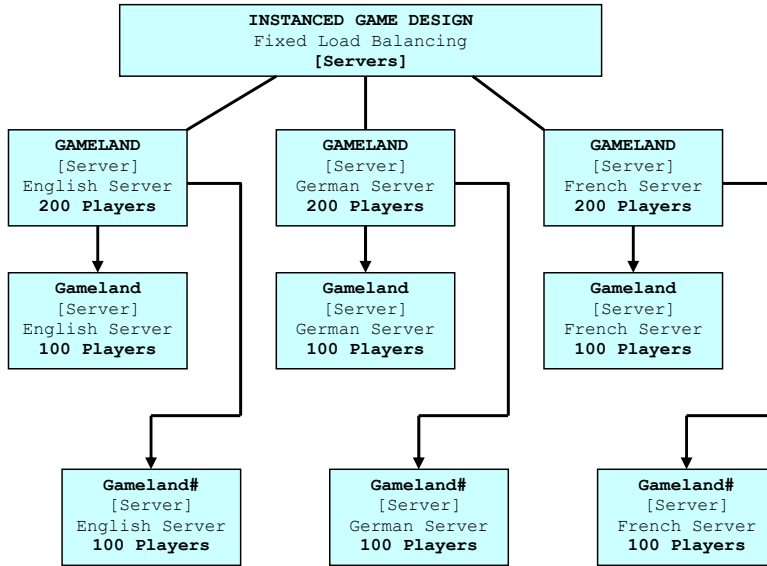 INSTANCED GAME DESIGN
Fixed Load Balancing
[Servers]
GAMELAND
[Server]
English Server
200 Players
GAMELAND
[Server]
German Server
200 Players
GAMELAND
[Server]
French Server
200 Players
Gameland
[Server]
English Server
100 Players
Gameland
[Server]
German Server
100 Players
Gameland
[Server]
French Server
100 Players
Gameland#
[Server]
English Server
100 Players
Gameland#
[Server]
German Server
100 Players
Gameland#
[Server]
French Server
100 Players